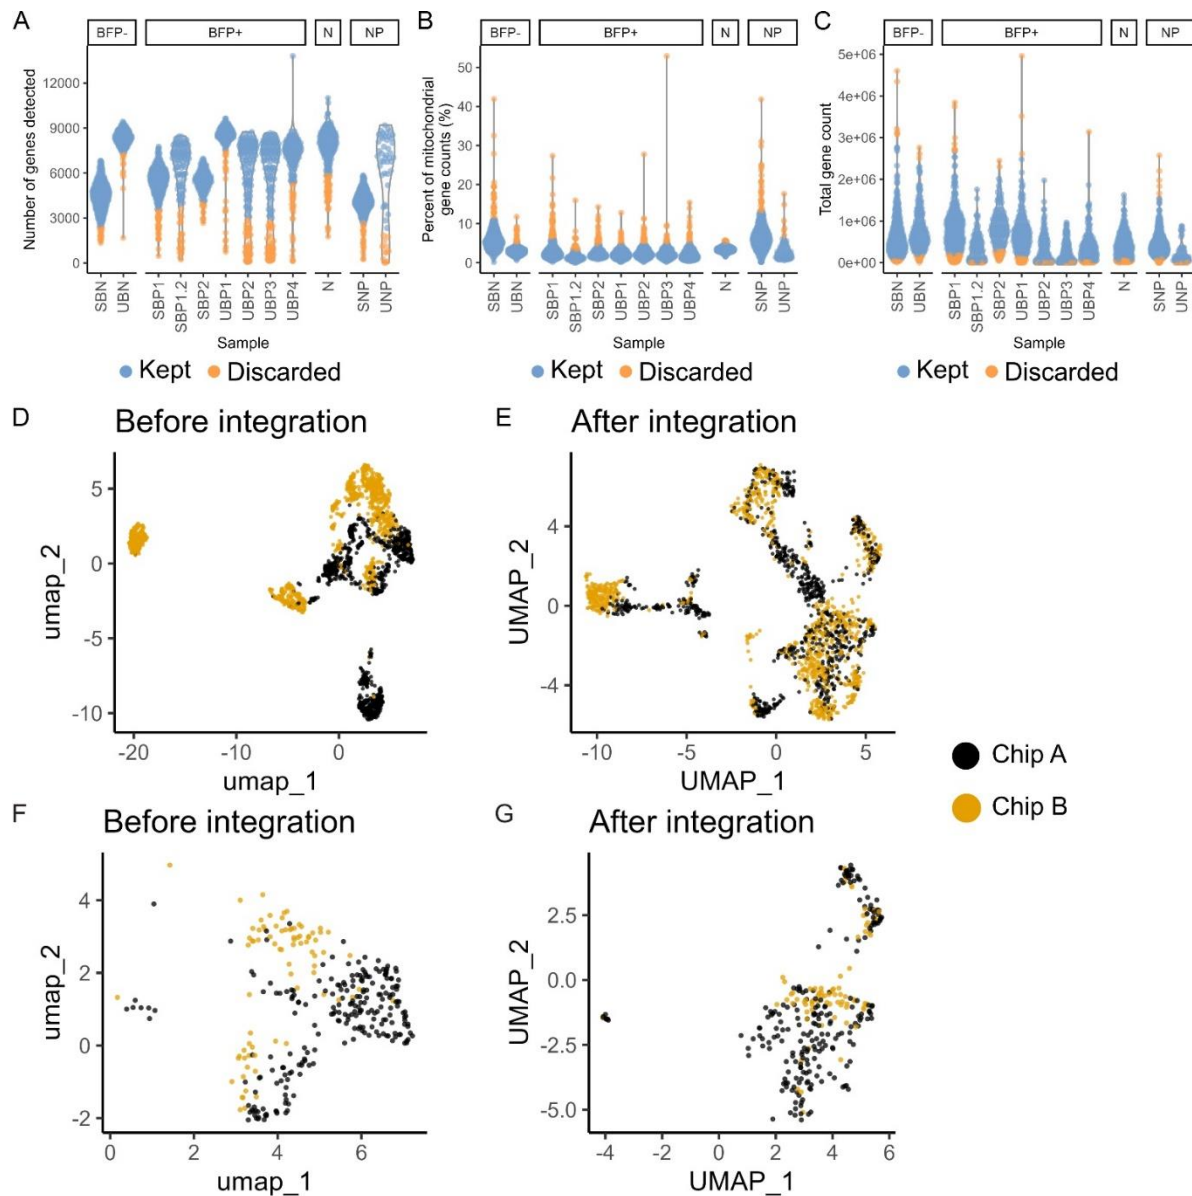 A
BFP-
BFP+
N
NP
Number of genes detected
12000
9000
6000
3000
0
SBN
UBN
SBP1
SBP1.2
SBP2
UBP1
UBP2
UBP3
UBP4
N
SNP
UNP
Sample
Kept
Discarded
B
BFP-
BFP+
N
NP
Percent of mitochondrial
gene counts (%)
50
40
30
20
10
0
SBN
UBN
SBP1
SBP1.2
SBP2
UBP1
UBP2
UBP3
UBP4
N
SNP
UNP
Sample
Kept
Discarded
C
BFP-
BFP+
N
NP
Total gene count
5e+06
4e+06
3e+06
2e+06
1e+06
0e+00
SBN
UBN
SBP1
SBP1.2
SBP2
UBP1
UBP2
UBP3
UBP4
N
SNP
UNP
Sample
Kept
Discarded
D
Before integration
umap_2
5
0
-5
-10
-20
-10
0
umap_1
E
After integration
UMAP_2
4
0
-4
-10
-5
0
5
UMAP_1
Chip A
Chip B
F
Before integration
umap_2
4
2
0
-2
0
2
4
6
umap_1
G
After integration
UMAP_2
2.5
0.0
-2.5
-5.0
-4
-2
0
2
4
6
UMAP_1